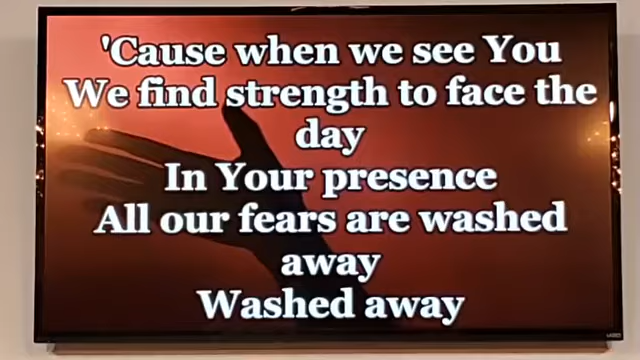 'Cause when we see You
We find strength to face the
day
In Your presence
All our fears are washed
away
Washed away